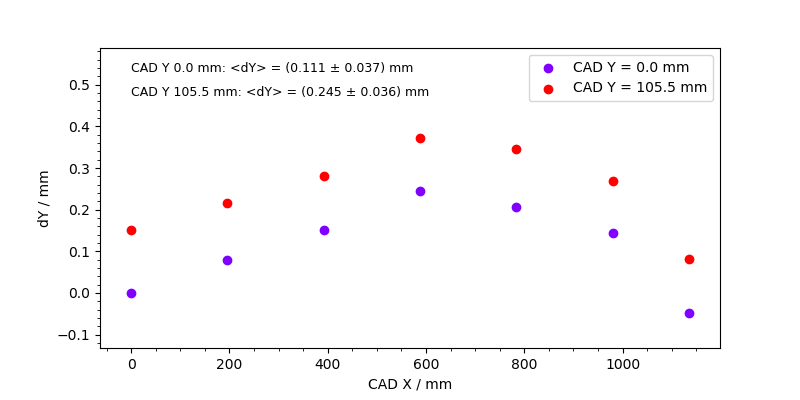 CAD Y 0.0 mm: <dY> = (0.111 ± 0.037) mm
CAD Y 105.5 mm: <dY> = (0.245 ± 0.036) mm
CAD Y = 0.0 mm
CAD Y = 105.5 mm
dY / mm
0.5
0.4
0.3
0.2
0.1
0.0
−0.1
0 200 400 600 800 1000
CAD X / mm